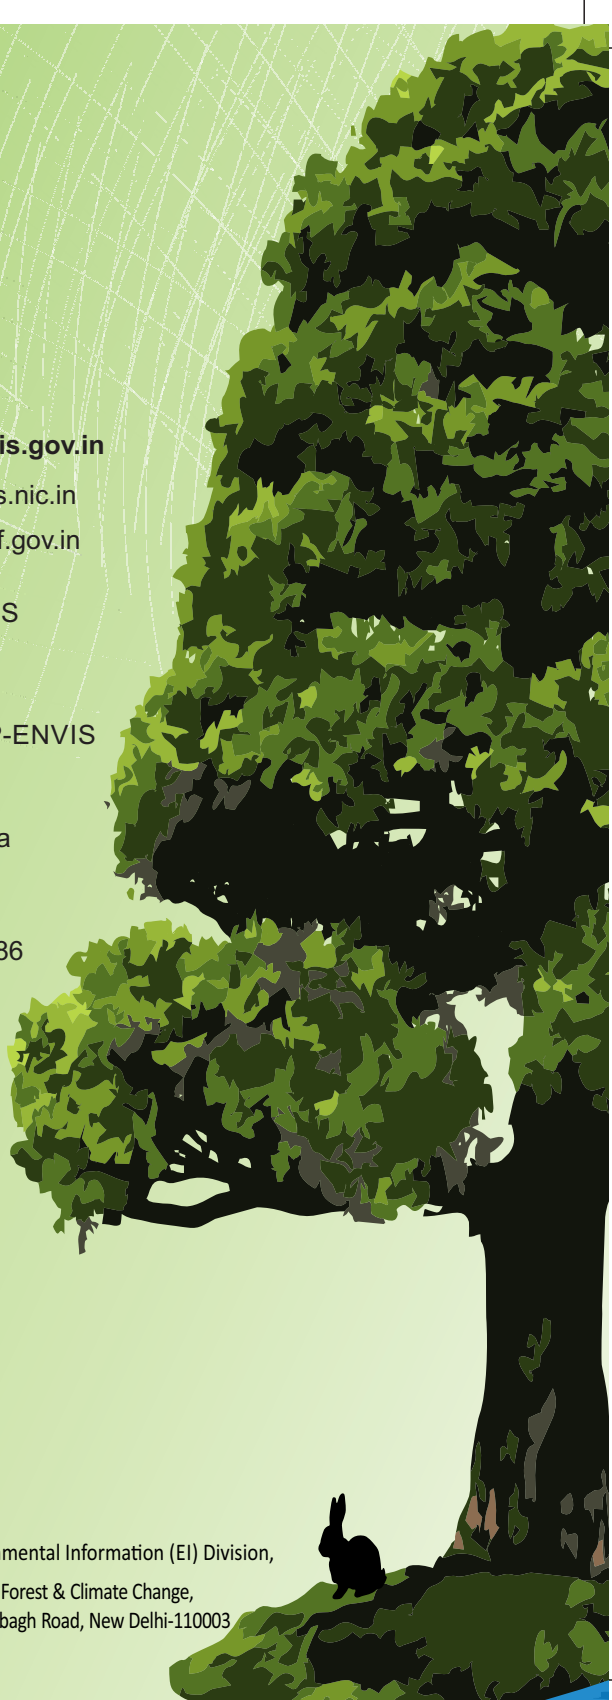 is.gov.in
s.nic.in
f.gov.in
S
P-ENVIS
a
36
nmental Information (EI) Division,
Forest & Climate Change,
bagh Road, New Delhi-110003